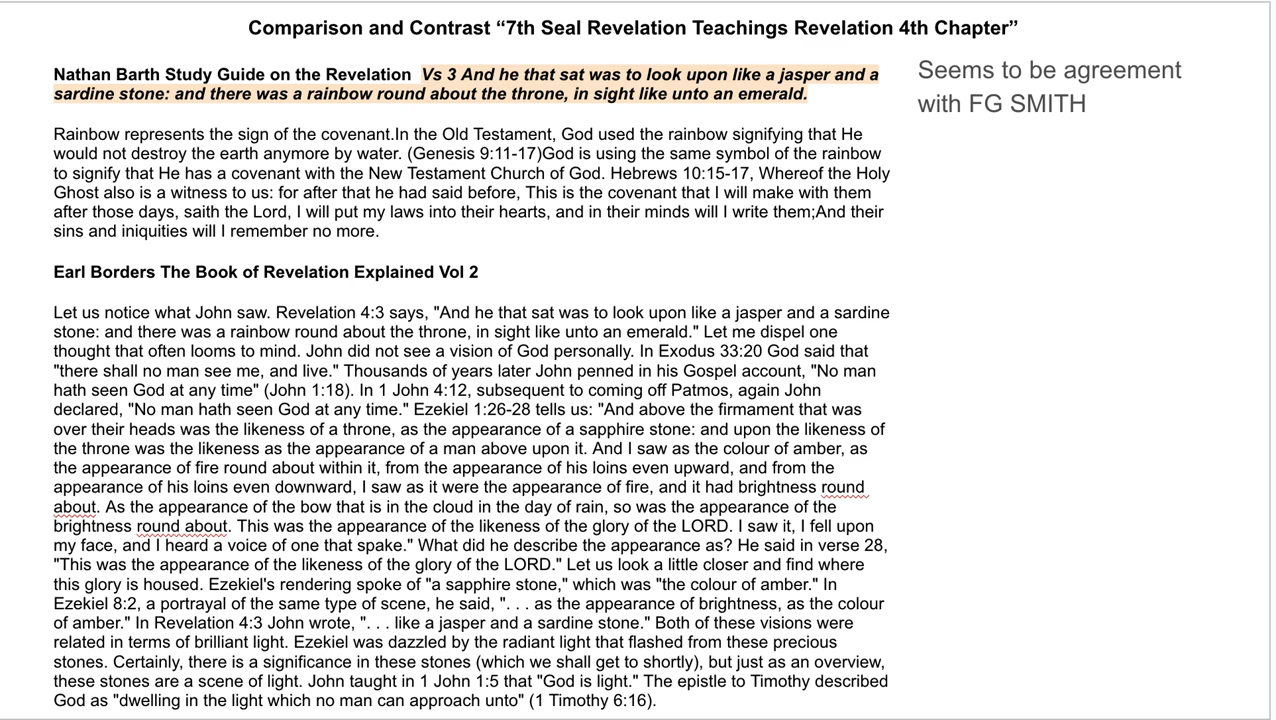 Comparison and Contrast “7th Seal Revelation Teachings Revelation 4th Chapter”
Nathan Barth Study Guide on the Revelation Vs 3 And he that sat was to look upon like a jasper and a
sardine stone: and there was a rainbow round about the throne, in sight like unto an emerald.
Seems to be agreement
with FG SMITH
Rainbow represents the sign of the covenant.In the Old Testament, God used the rainbow signifying that He
would not destroy the earth anymore by water. (Genesis 9:11-17)God is using the same symbol of the rainbow
to signify that He has a covenant with the New Testament Church of God. Hebrews 10:15-17, Whereof the Holy
Ghost also is a witness to us: for after that he had said before, This is the covenant that I will make with them
after those days, saith the Lord, I will put my laws into their hearts, and in their minds will I write them;And their
sins and iniquities will I remember no more.
Earl Borders The Book of Revelation Explained Vol 2
Let us notice what John saw. Revelation 4:3 says, "And he that sat was to look upon like a jasper and a sardine
stone: and there was a rainbow round about the throne, in sight like unto an emerald." Let me dispel one
thought that often looms to mind. John did not see a vision of God personally. In Exodus 33:20 God said that
"there shall no man see me, and live." Thousands of years later John penned in his Gospel account, "No man
hath seen God at any time" (John 1:18). In 1 John 4:12, subsequent to coming off Patmos, again John
declared, "No man hath seen God at any time." Ezekiel 1:26-28 tells us: "And above the firmament that was
over their heads was the likeness of a throne, as the appearance of a sapphire stone: and upon the likeness of
the throne was the likeness as the appearance of a man above upon it. And I saw as the colour of amber, as
the appearance of fire round about within it, from the appearance of his loins even upward, and from the
appearance of his loins even downward, I saw as it were the appearance of fire, and it had brightness round
about. As the appearance of the bow that is in the cloud in the day of rain, so was the appearance of the
brightness round about. This was the appearance of the likeness of the glory of the LORD. I saw it, I fell upon
my face, and I heard a voice of one that spake." What did he describe the appearance as? He said in verse 28,
"This was the appearance of the likeness of the glory of the LORD." Let us look a little closer and find where
this glory is housed. Ezekiel's rendering spoke of "a sapphire stone," which was "the colour of amber." In
Ezekiel 8:2, a portrayal of the same type of scene, he said, ". . . as the appearance of brightness, as the colour
of amber." In Revelation 4:3 John wrote, ". . . like a jasper and a sardine stone." Both of these visions were
related in terms of brilliant light. Ezekiel was dazzled by the radiant light that flashed from these precious
stones. Certainly, there is a significance in these stones (which we shall get to shortly), but just as an overview,
these stones are a scene of light. John taught in 1 John 1:5 that "God is light." The epistle to Timothy described
God as "dwelling in the light which no man can approach unto" (1 Timothy 6:16).